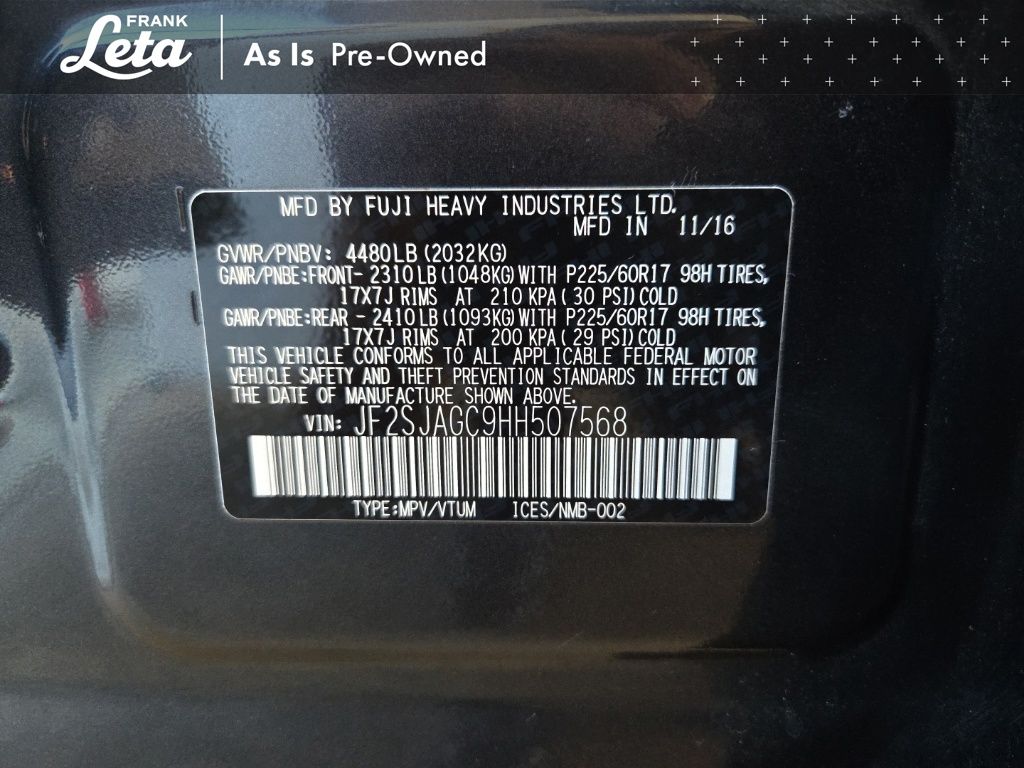 FRANK
Leta
As Is Pre-Owned
MFD BY FUJI HEAVY INDUSTRIES LTD.
MFD IN 11/16
GVWR/PNBV: 4480LB (2032KG)
GAWR/PNBE:FRONT- 2310LB (1048KG) WITH P225/60R17 98H TIRES,
17X7J RIMS AT 210 KPA( 30 PSI) COLD
GAWR/PNBE:REAR - 2410LB (1093KG) WITH P225/60R17 98H TIRES,
17X7J RIMS AT 200 KPA( 29 PSI) COLD
THIS VEHICLE CONFORMS TO ALL APPLICABLE FEDERAL MOTOR
VEHICLE SAFETY AND THEFT PREVENTION STANDARDS IN EFFECT ON
THE DATE OF MANUFACTURE SHOWN ABOVE.
VIN: JF2SJAGC9HH507568
TYPE:MPV/VTUM ICES/NMB-002